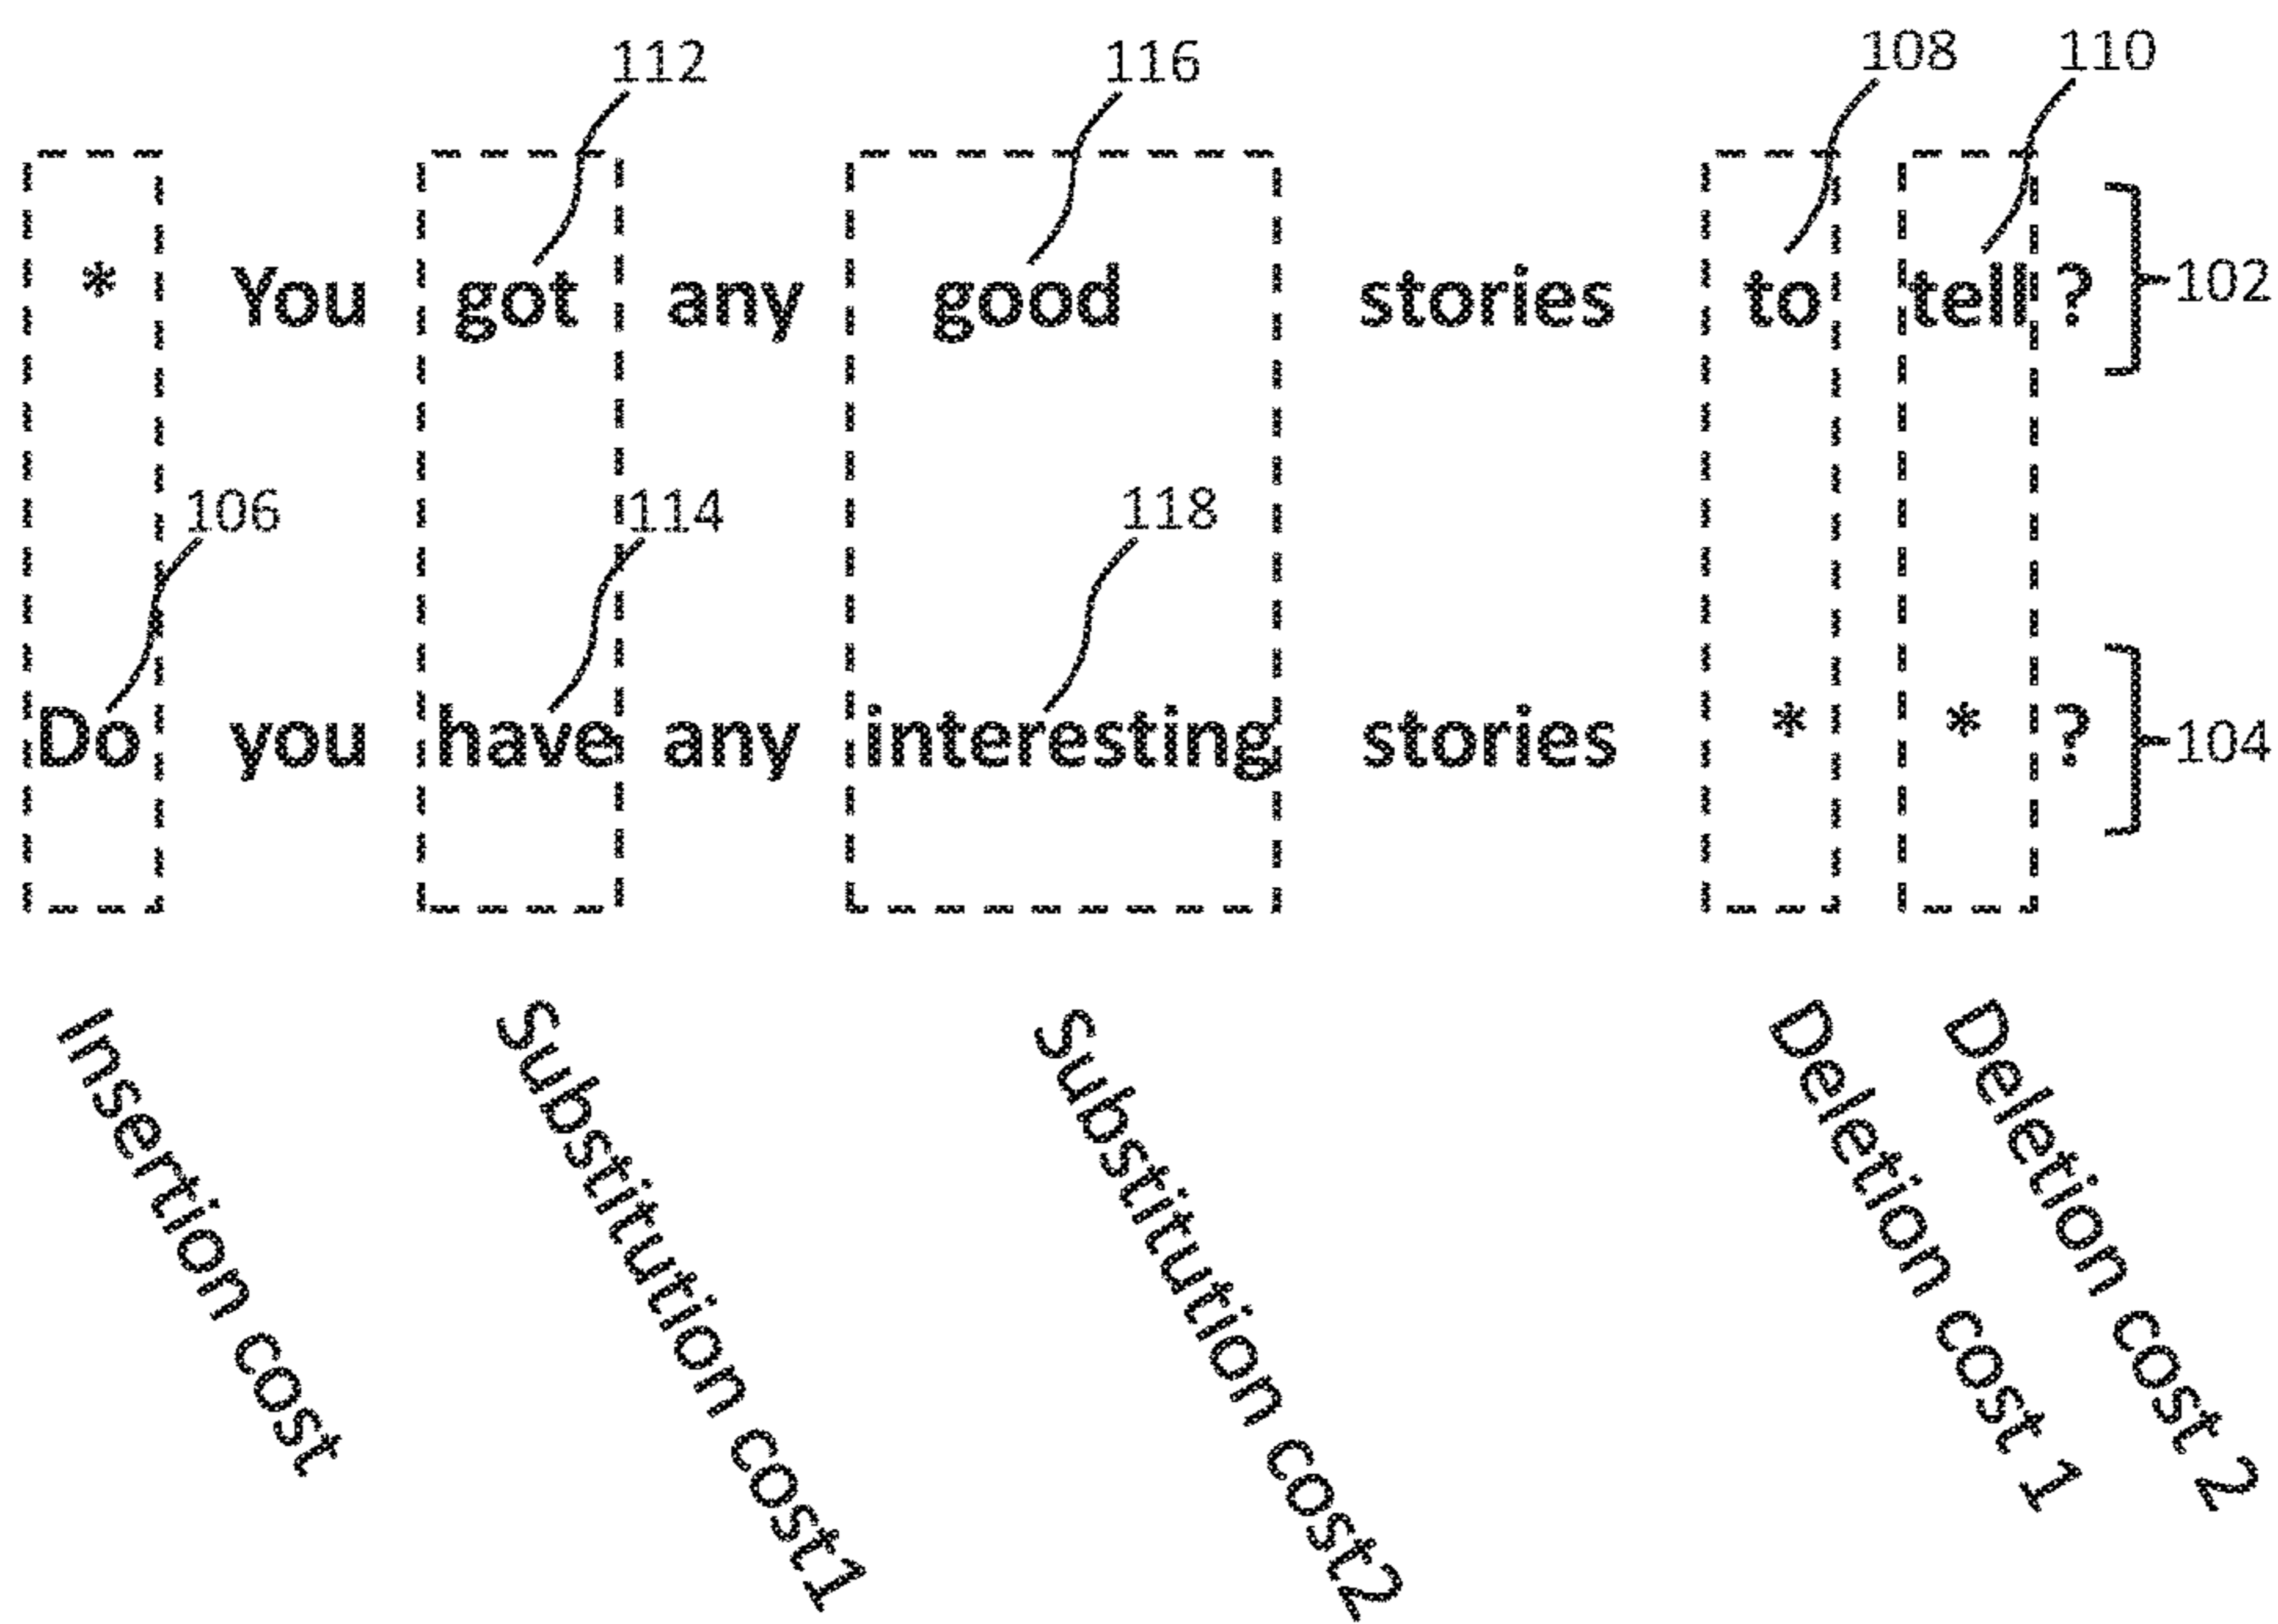 112 116 108 110
* You got any good stories to tell ? 102
106 114 118
Do you have any interesting stories * * ? 104
Insertion cost
Substitution cost1
Substitution cost2
Deletion cost 1
Deletion cost 2